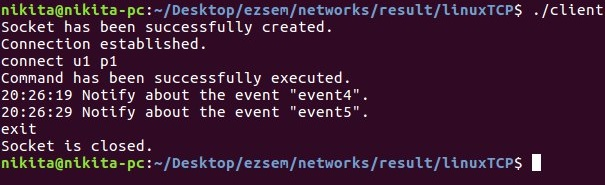 nikita@nikita-pc:~/Desktop/ezsem/networks/result/linuxTCP$ ./client
Socket has been successfully created.
Connection established.
connect u1 p1
Command has been successfully executed.
20:26:19 Notify about the event "event4".
20:26:29 Notify about the event "event5".
exit
Socket is closed.
nikita@nikita-pc:~/Desktop/ezsem/networks/result/linuxTCP$